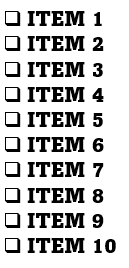 ❑ ITEM 1
❑ ITEM 2
❑ ITEM 3
❑ ITEM 4
❑ ITEM 5
❑ ITEM 6
❑ ITEM 7
❑ ITEM 8
❑ ITEM 9
❑ ITEM 10